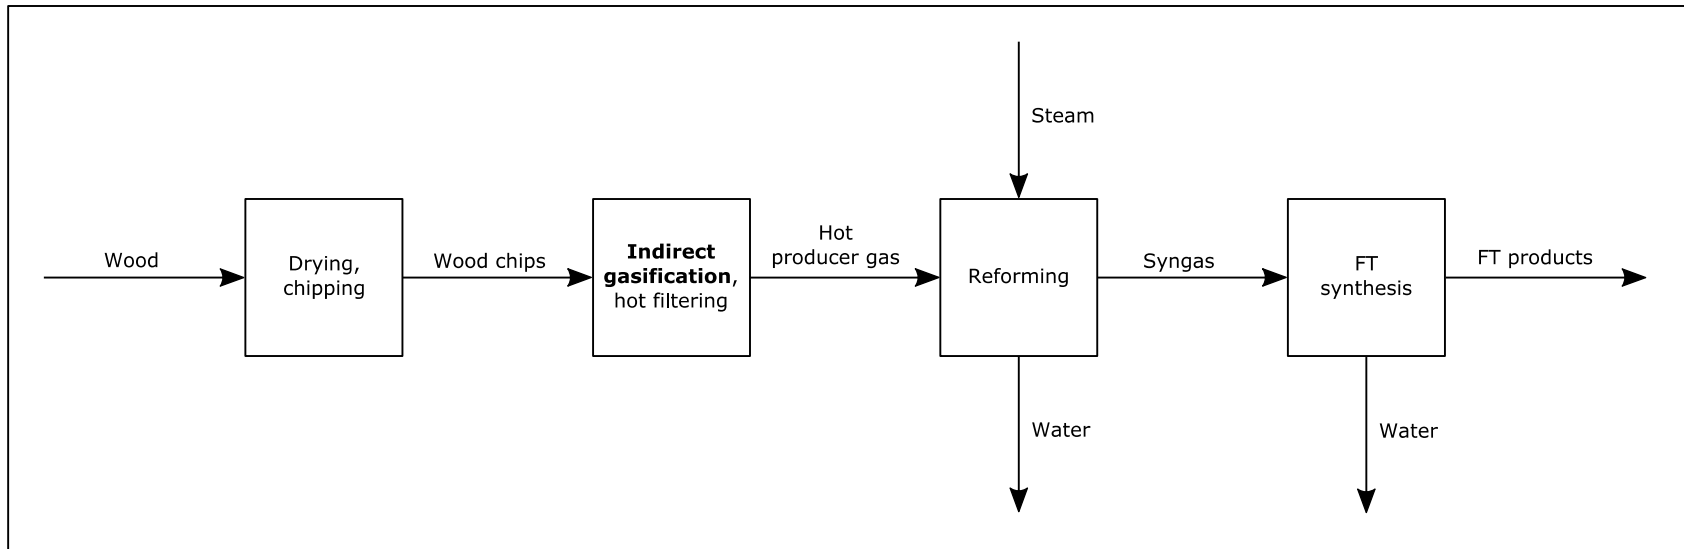 Steam
Wood
Drying,
chipping
Wood chips
Indirect
gasification,
hot filtering
Hot
producer gas
Reforming
Syngas
FT
synthesis
FT products
Water
Water